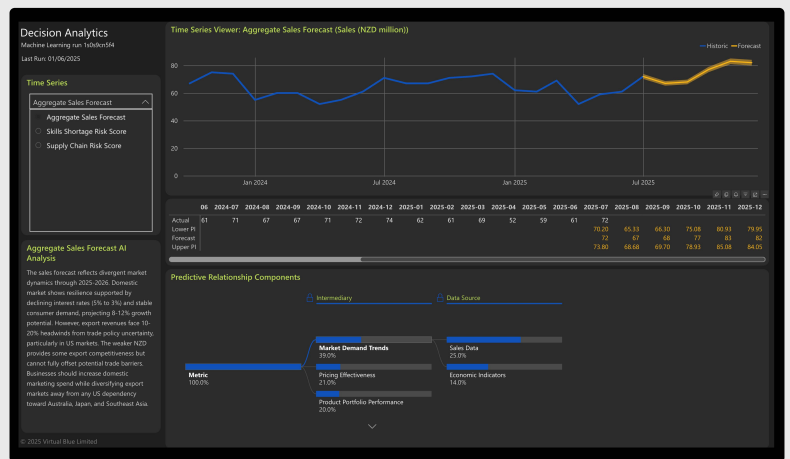 Decision Analytics
Machine Learning run 1s0s9cn5f4
Last Run: 01/06/2025
Time Series
Aggregate Sales Forecast
Aggregate Sales Forecast
Skills Shortage Risk Score
Supply Chain Risk Score
Aggregate Sales Forecast AI
Analysis
The sales forecast reflects divergent market
dynamics through 2025-2026. Domestic
market shows resilience supported by
declining interest rates (5% to 3%) and stable
consumer demand, projecting 8-12% growth
potential. However, export revenues face 10-
20% headwinds from trade policy uncertainty,
particularly in US markets. The weaker NZD
provides some export competitiveness but
cannot fully offset potential trade barriers.
Businesses should increase domestic
marketing spend while diversifying export
markets away from any US dependency
toward Australia, Japan, and Southeast Asia.
© 2025 Virtual Blue Limited
Time Series Viewer: Aggregate Sales Forecast (Sales (NZD million))
Historic Forecast
80
60
40
20
0
Jan 2024 Jul 2024 Jan 2025 Jul 2025
06 2024-07 2024-08 2024-09 2024-10 2024-11 2024-12 2025-01 2025-02 2025-03 2025-04 2025-05 2025-06 2025-07 2025-08 2025-09 2025-10 2025-11 2025-12
Actual 61 71 67 67 71 72 74 62 61 69 52 59 61 72
Lower PI 70.20 65.33 66.30 75.08 80.93 79.95
Forecast 72 67 68 77 83 82
Upper PI 73.80 68.68 69.70 78.93 85.08 84.05
Predictive Relationship Components
Intermediary Data Source
Metric
100.0%
Market Demand Trends
39.0%
Pricing Effectiveness
21.0%
Product Portfolio Performance
20.0%
Sales Data
25.0%
Economic Indicators
14.0%